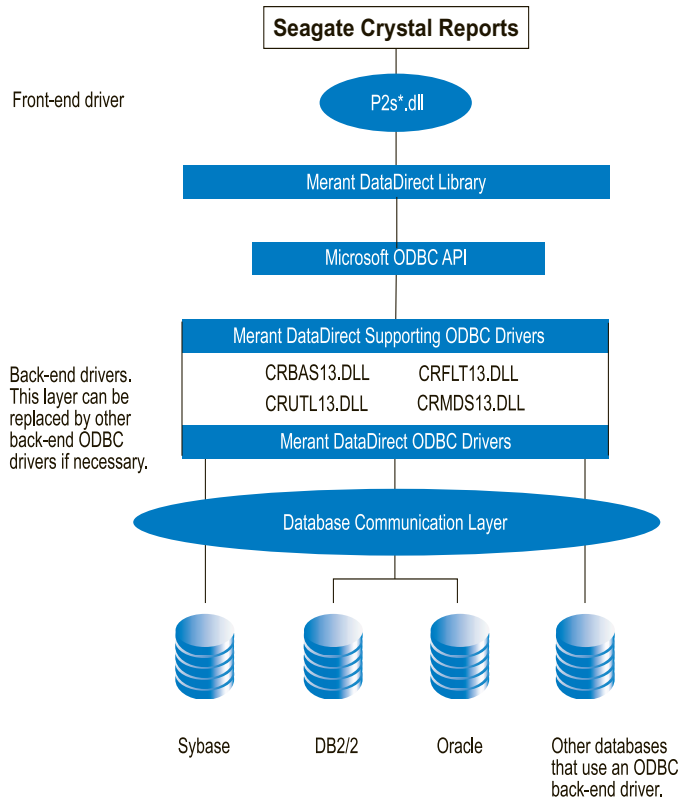 Seagate Crystal Reports
Front-end driver
P2s*.dll
Merant DataDirect Library
Microsoft ODBC API
Merant DataDirect Supporting ODBC Drivers
CRBAS13.DLL CRFLT13.DLL
CRUTL13.DLL CRMDS13.DLL
Back-end drivers.
This layer can be
replaced by other
back-end ODBC
drivers if necessary.
Merant DataDirect ODBC Drivers
Database Communication Layer
Sybase
DB2/2
Oracle
Other databases
that use an ODBC
back-end driver.